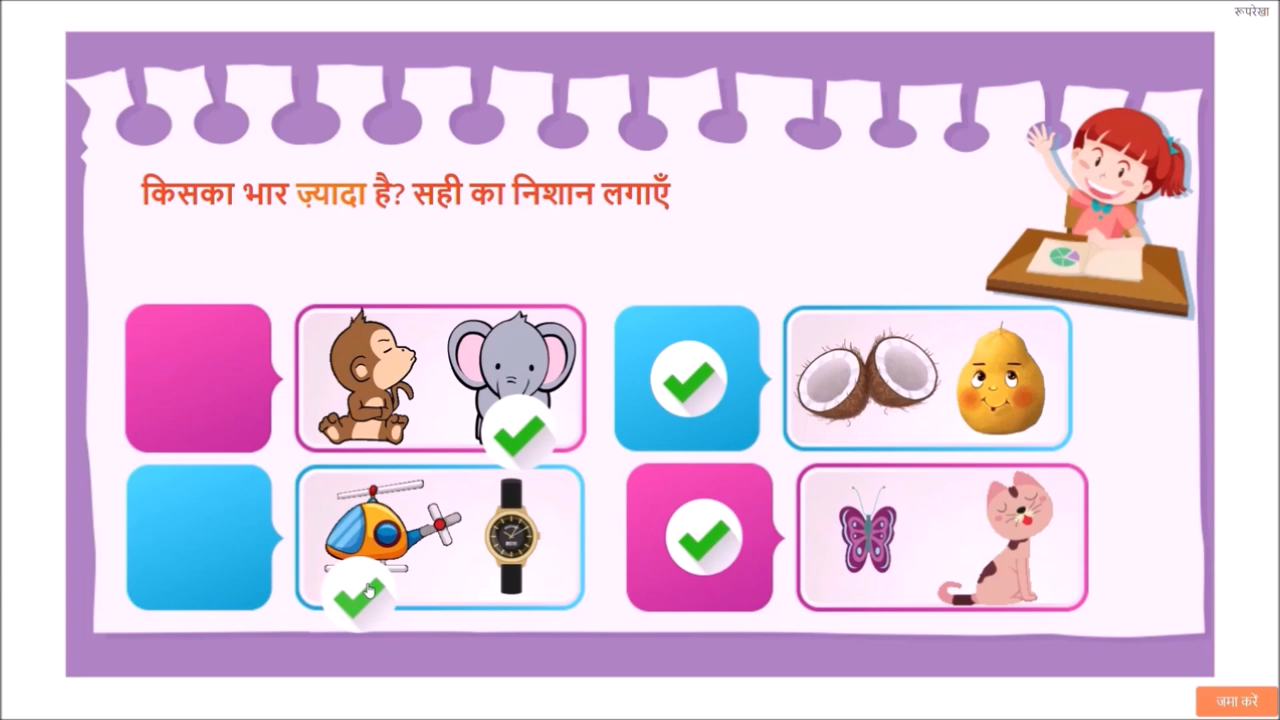 रूपरेखा
किसका भार ज़्यादा है? सही का निशान लगाएँ
जमा करें